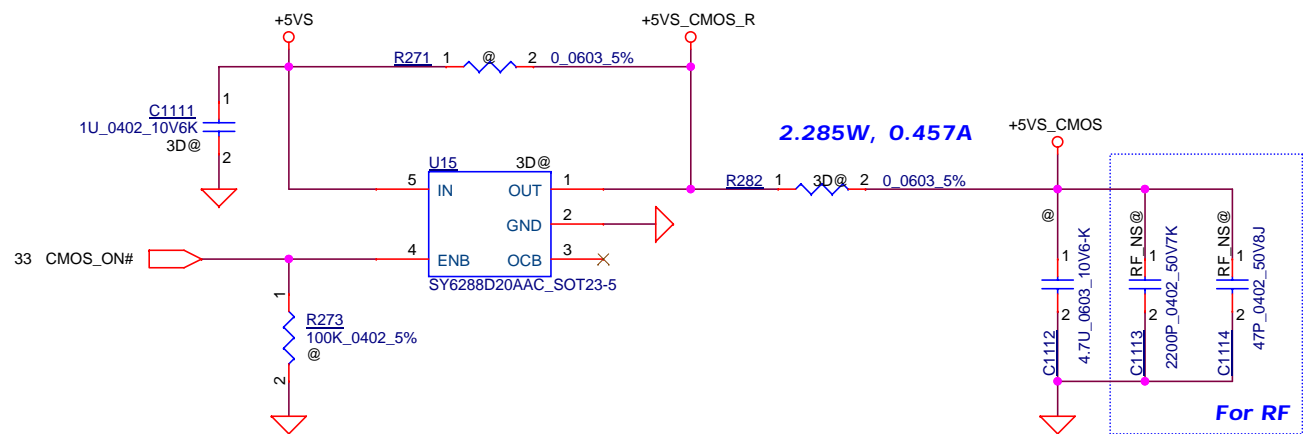 +5VS
+5VS_CMOS_R
R271 1 @ 2 0_0603_5%
C1111
1U_0402_10V6K
3D@
1
2
2.285W, 0.457A
+5VS_CMOS
U15 3D@
5 IN OUT 1
GND 2
4 ENB OCB 3
SY6288D20AAC_SOT23-5
R282 1 3D@ 2 0_0603_5%
33 CMOS_ON#
1
R273
100K_0402_5%
@
2
@
1
2
C1112
4.7U_0603_10V6-K
RF_NS@
1
2
C1113
2200P_0402_50V7K
RF_NS@
1
2
C1114
47P_0402_50V8J
For RF